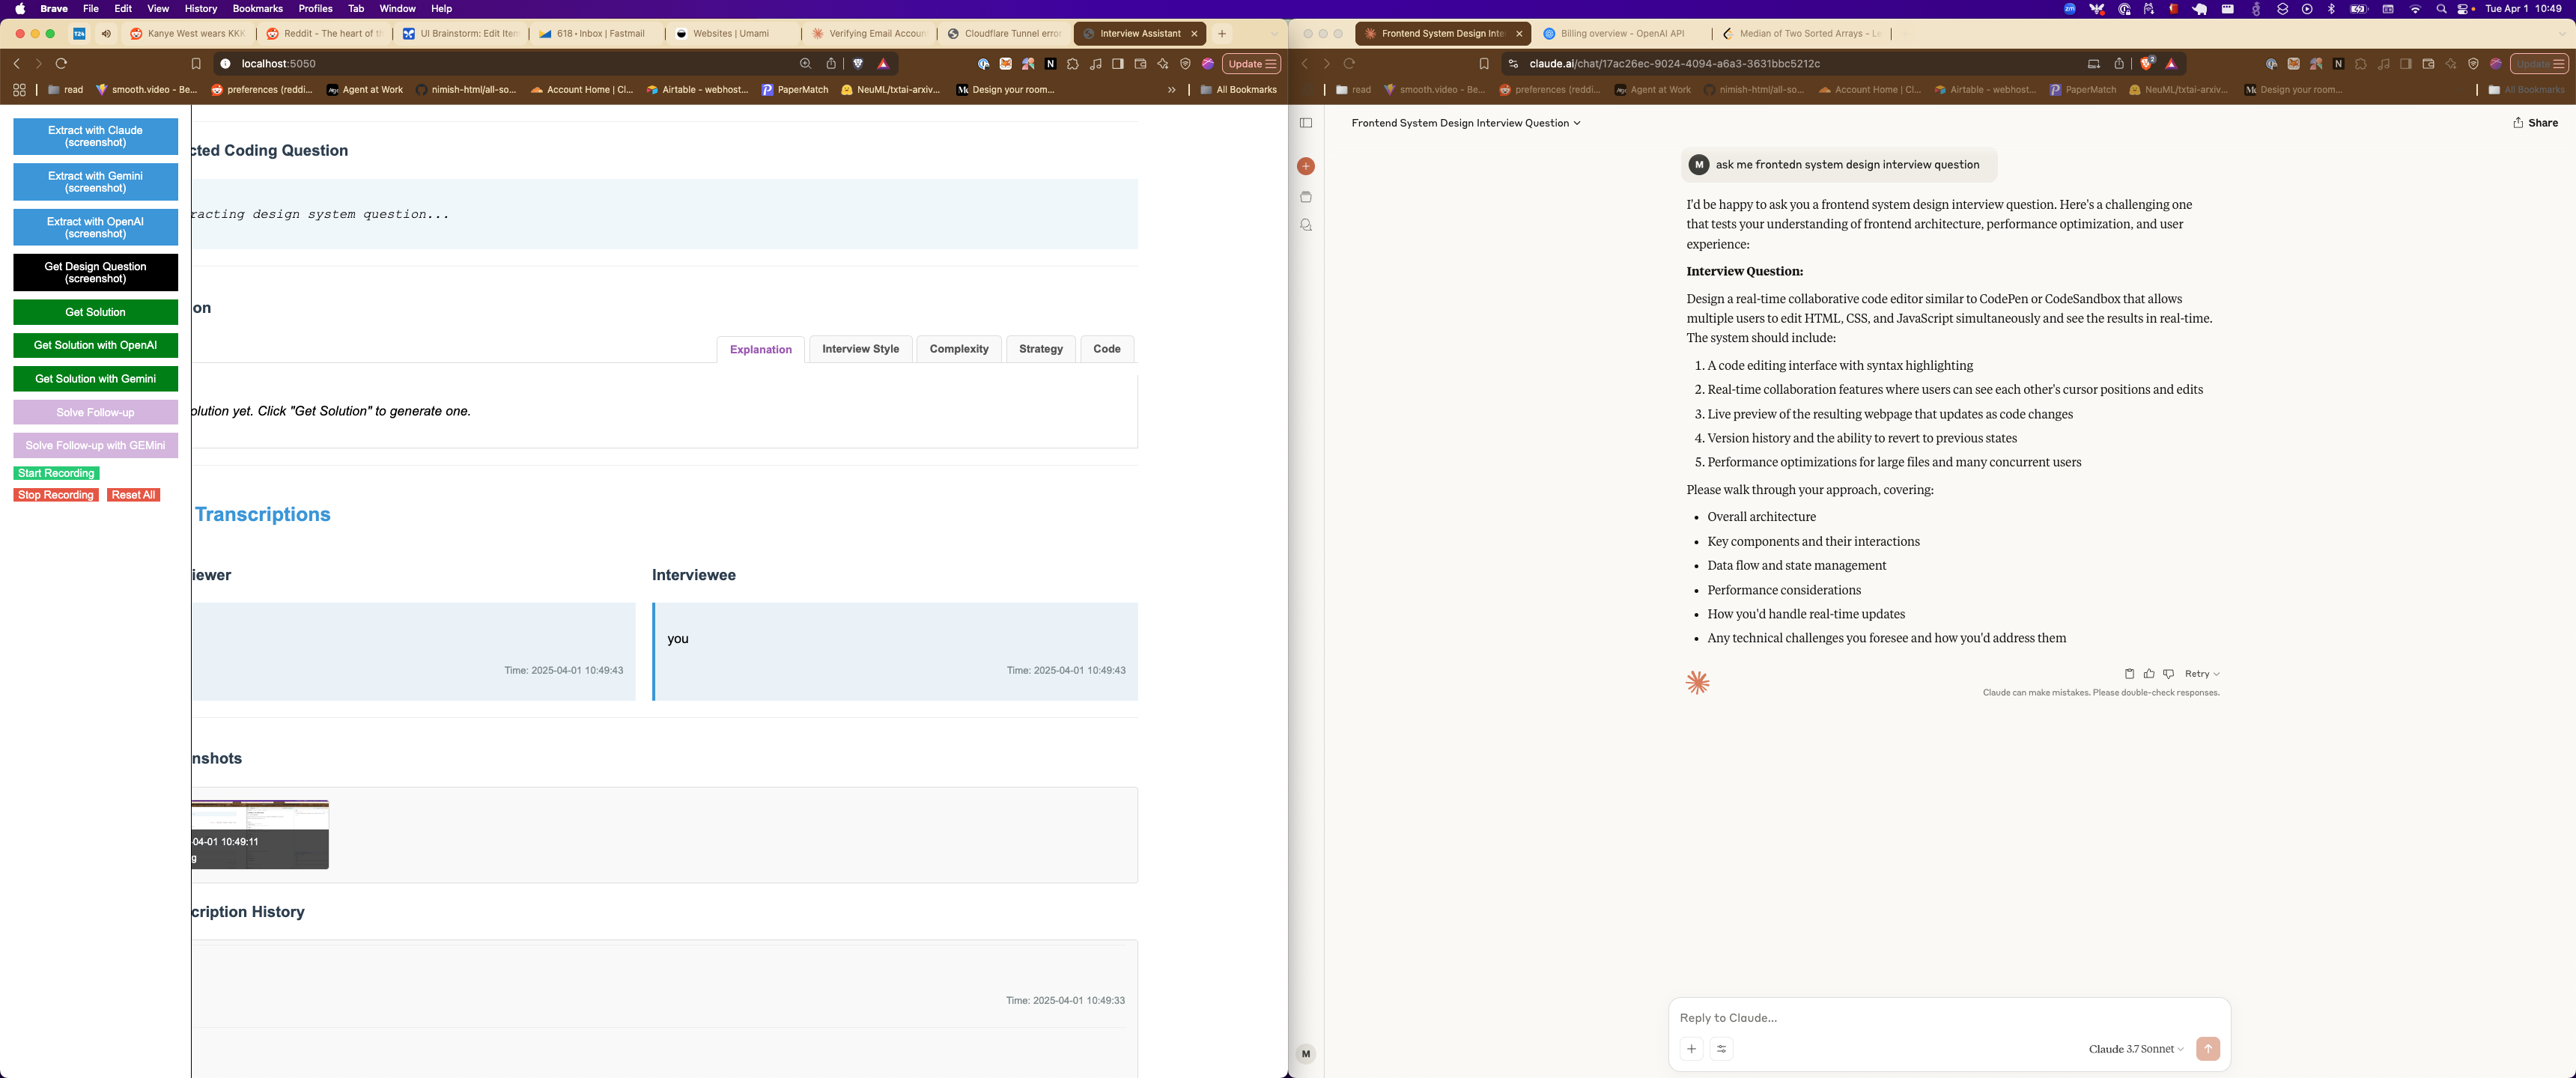 Brave File Edit View History Bookmarks Profiles Tab Window Help
Tue Apr 1 10:49
Kanye West wears KKK
Reddit - The heart of th
UI Brainstorm: Edit Item
618 • Inbox | Fastmail
Websites | Umami
Verifying Email Accoun
Cloudflare Tunnel error
Interview Assistant
localhost:5050
Update
read
smooth.video - Be...
preferences (reddi...
Agent at Work
nimish-html/all-so...
Account Home | Cl...
Airtable - webhost...
PaperMatch
NeuML/txtai-arxiv...
Design your room...
All Bookmarks
Extract with Claude
(screenshot)
Extract with Gemini
(screenshot)
Extract with OpenAI
(screenshot)
Get Design Question
(screenshot)
Get Solution
Get Solution with OpenAI
Get Solution with Gemini
Solve Follow-up
Solve Follow-up with GEMini
Start Recording
Stop Recording Reset All
cted Coding Question
racting design system question...
on
Explanation
Interview Style
Complexity
Strategy
Code
olution yet. Click "Get Solution" to generate one.
Transcriptions
iewer
Time: 2025-04-01 10:49:43
Interviewee
you
Time: 2025-04-01 10:49:43
nshots
-04-01 10:49:11
g
cription History
Time: 2025-04-01 10:49:33
Frontend System Design Inte
Billing overview - OpenAI API
Median of Two Sorted Arrays - Le
claude.ai/chat/17ac26ec-9024-4094-a6a3-3631bbc5212c
Update
read
smooth.video - Be...
preferences (reddi...
Agent at Work
nimish-html/all-so...
Account Home | Cl...
Airtable - webhost...
PaperMatch
NeuML/txtai-arxiv...
Design your room...
All Bookmarks
Frontend System Design Interview Question
Share
M ask me frontedn system design interview question
I'd be happy to ask you a frontend system design interview question. Here's a challenging one
that tests your understanding of frontend architecture, performance optimization, and user
experience:
Interview Question:
Design a real-time collaborative code editor similar to CodePen or CodeSandbox that allows
multiple users to edit HTML, CSS, and JavaScript simultaneously and see the results in real-time.
The system should include:
1. A code editing interface with syntax highlighting
2. Real-time collaboration features where users can see each other's cursor positions and edits
3. Live preview of the resulting webpage that updates as code changes
4. Version history and the ability to revert to previous states
5. Performance optimizations for large files and many concurrent users
Please walk through your approach, covering:
• Overall architecture
• Key components and their interactions
• Data flow and state management
• Performance considerations
• How you'd handle real-time updates
• Any technical challenges you foresee and how you'd address them
Retry
Claude can make mistakes. Please double-check responses.
Reply to Claude...
Claude 3.7 Sonnet
M